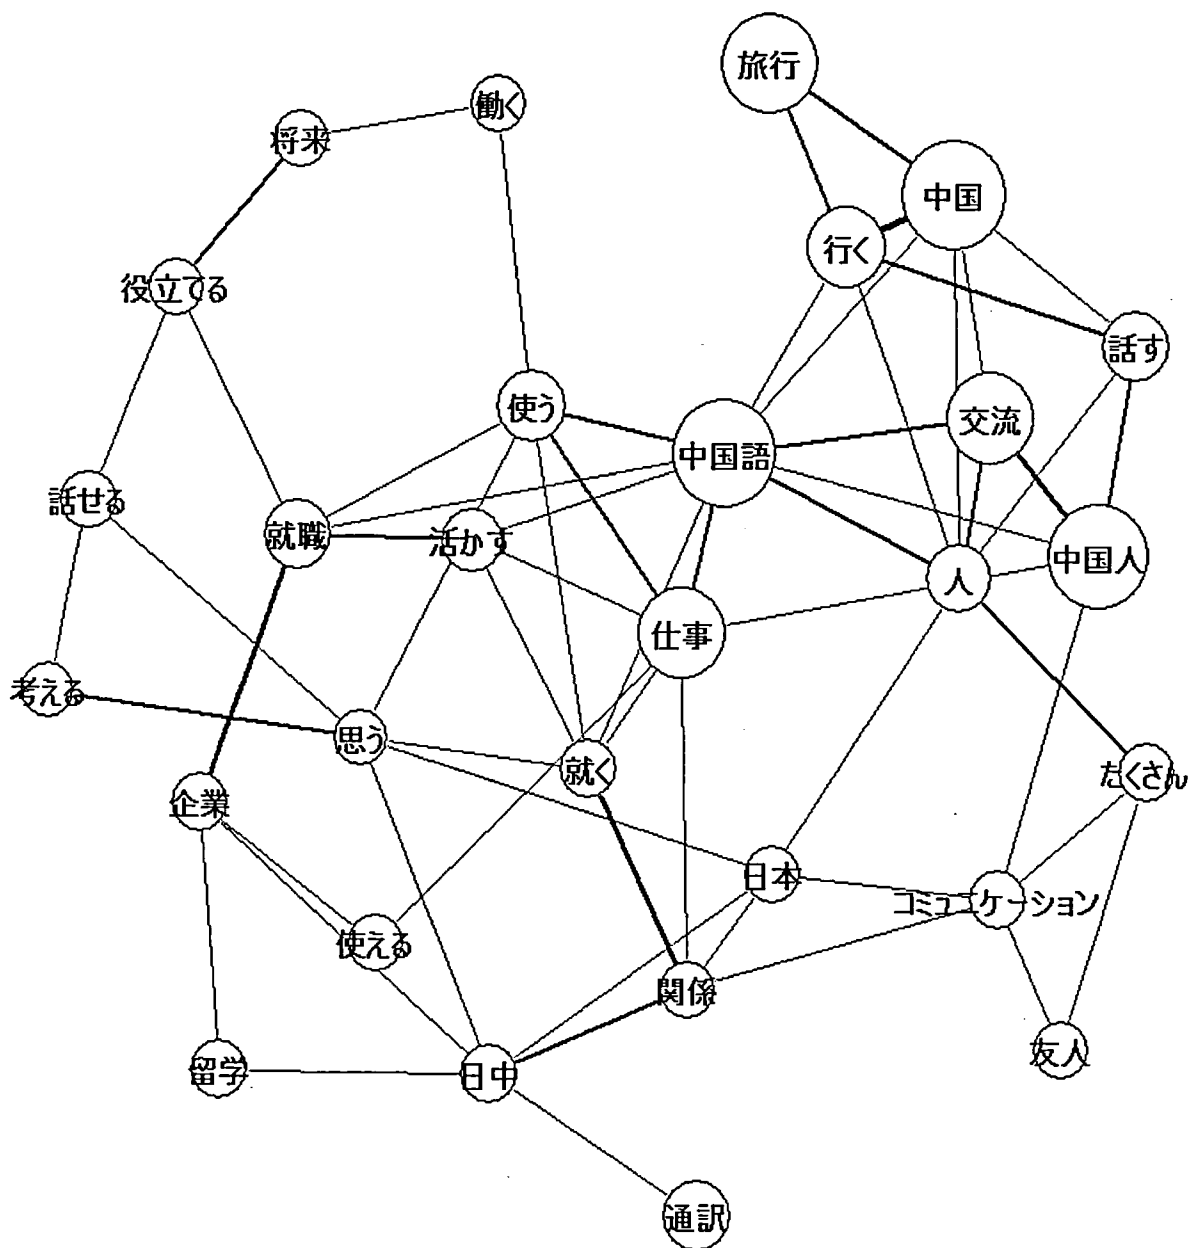 旅行
働く
将来
中国
行く
役立てる
話す
使う
交流
中国語
話せる
就職
活かす
中国人
人
仕事
考える
思う
就く
たくさん
企業
日本
コミュニケーション
使える
関係
友人
留学
日中
通訳